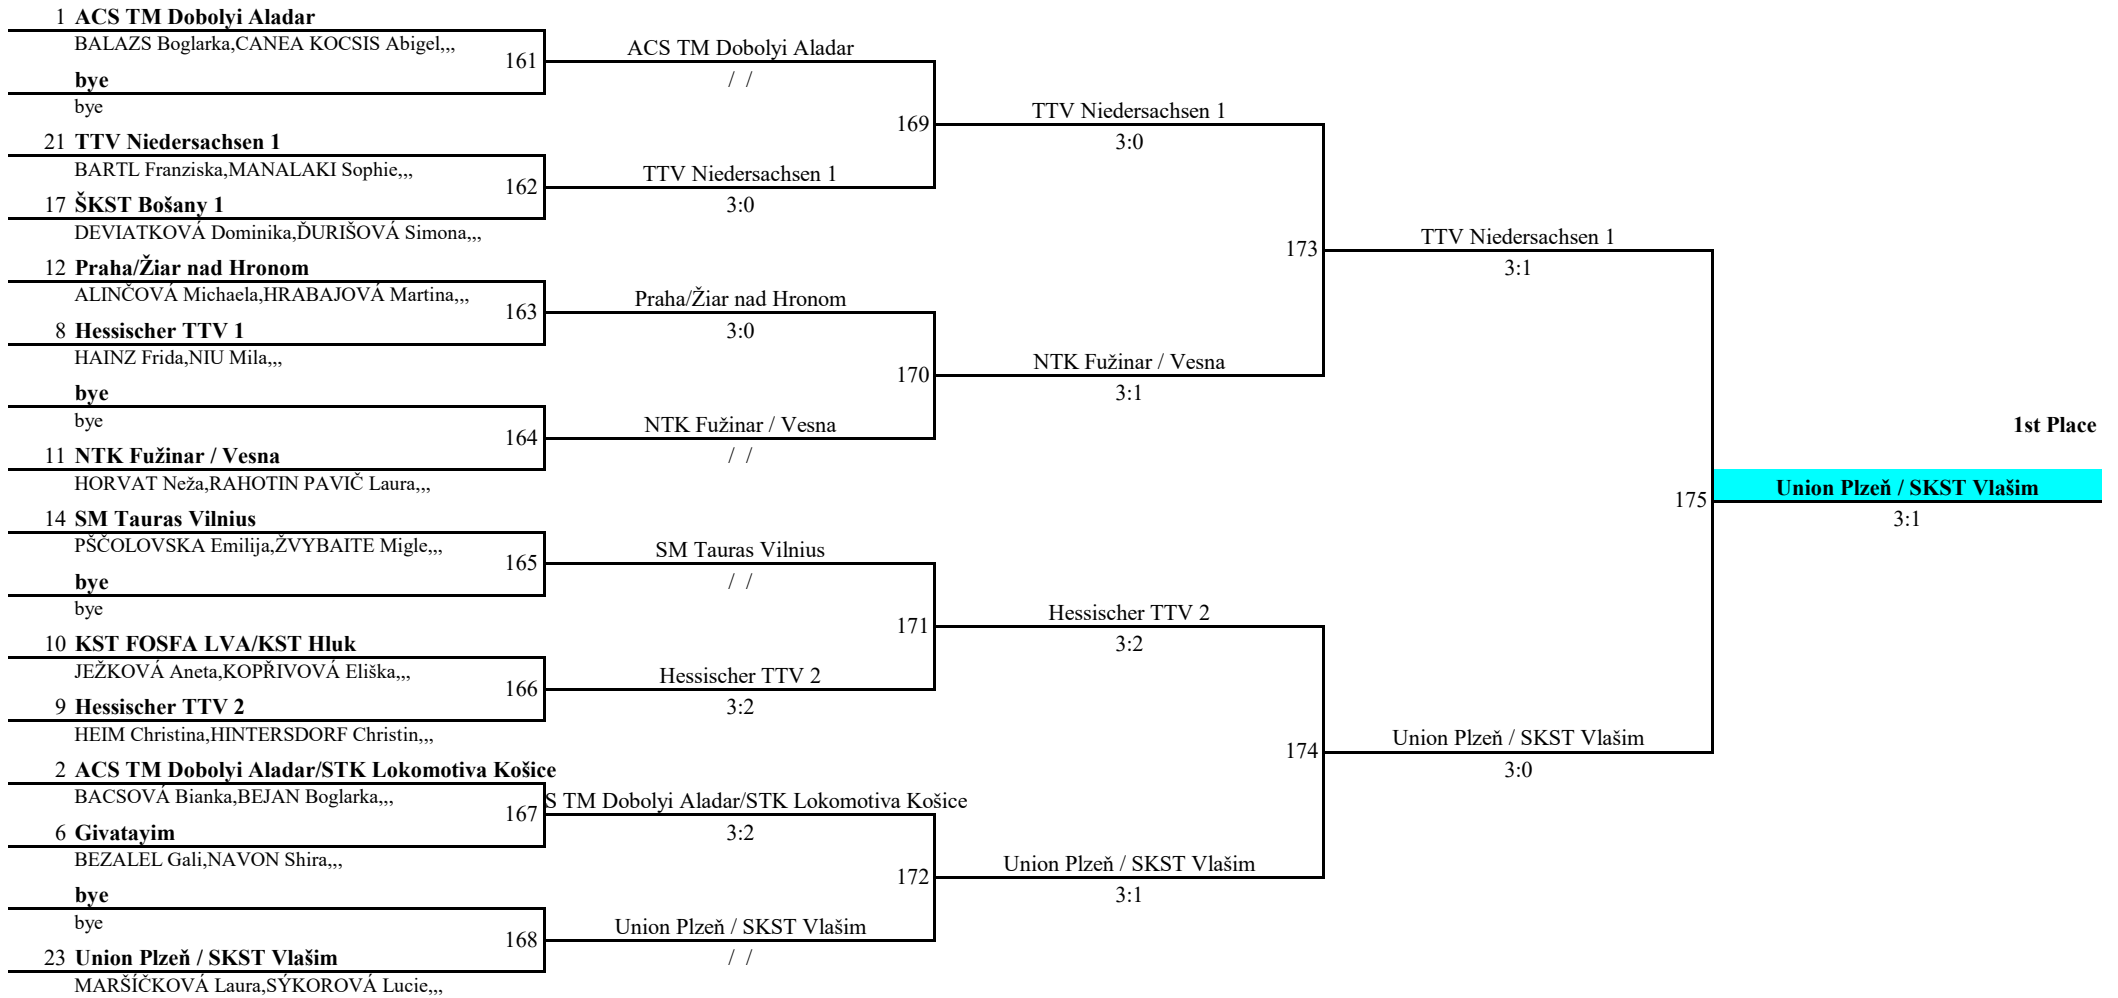 1 ACS TM Dobolyi Aladar
BALAZS Boglarka,CANEA KOCSIS Abigel,,,
161
bye
bye
21 TTV Niedersachsen 1
BARTL Franziska,MANALAKI Sophie,,,
162
17 ŠKST Bošany 1
DEVIATKOVÁ Dominika,ĎURIŠOVÁ Simona,,,
12 Praha/Žiar nad Hronom
ALINČOVÁ Michaela,HRABAJOVÁ Martina,,,
163
8 Hessischer TTV 1
HAINZ Frida,NIU Mila,,,
bye
bye
164
11 NTK Fužinar / Vesna
HORVAT Neža,RAHOTIN PAVIČ Laura,,,
14 SM Tauras Vilnius
PŠČOLOVSKA Emilija,ŽVYBAITE Migle,,,
165
bye
bye
10 KST FOSFA LVA/KST Hluk
JEŽKOVÁ Aneta,KOPŘIVOVÁ Eliška,,,
166
9 Hessischer TTV 2
HEIM Christina,HINTERSDORF Christin,,,
2 ACS TM Dobolyi Aladar/STK Lokomotiva Košice
BACSOVÁ Bianka,BEJAN Boglarka,,,
167
6 Givatayim
BEZALEL Gali,NAVON Shira,,,
bye
bye
168
23 Union Plzeň / SKST Vlašim
MARŠÍČKOVÁ Laura,SÝKOROVÁ Lucie,,,
ACS TM Dobolyi Aladar
/ /
169
TTV Niedersachsen 1
3:0
Praha/Žiar nad Hronom
3:0
170
NTK Fužinar / Vesna
/ /
SM Tauras Vilnius
/ /
171
Hessischer TTV 2
3:2
S TM Dobolyi Aladar/STK Lokomotiva Košice
3:2
172
Union Plzeň / SKST Vlašim
/ /
TTV Niedersachsen 1
3:0
173
NTK Fužinar / Vesna
3:1
Hessischer TTV 2
3:2
174
Union Plzeň / SKST Vlašim
3:1
TTV Niedersachsen 1
3:1
175
Union Plzeň / SKST Vlašim
3:0
1st Place
Union Plzeň / SKST Vlašim
3:1